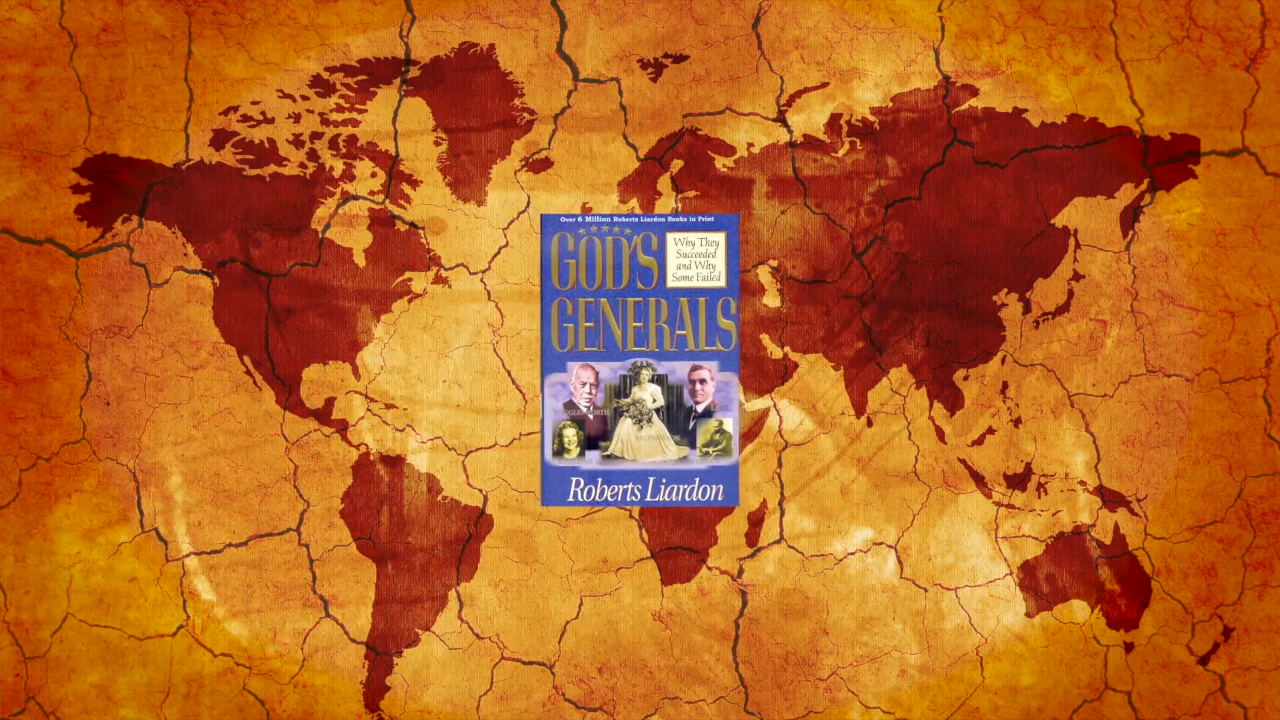 Over 6 Million Roberts Liardon Books in Print
GOD'S
GENERALS
Why They
Succeeded
and Why
Some Failed
Roberts Liardon